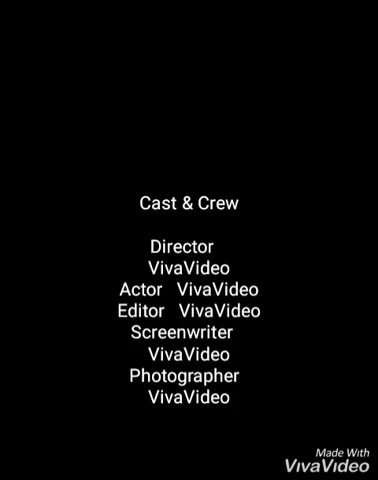 Cast & Crew
Director
VivaVideo
Actor VivaVideo
Editor VivaVideo
Screenwriter
VivaVideo
Photographer
VivaVideo
Made With
VivaVideo